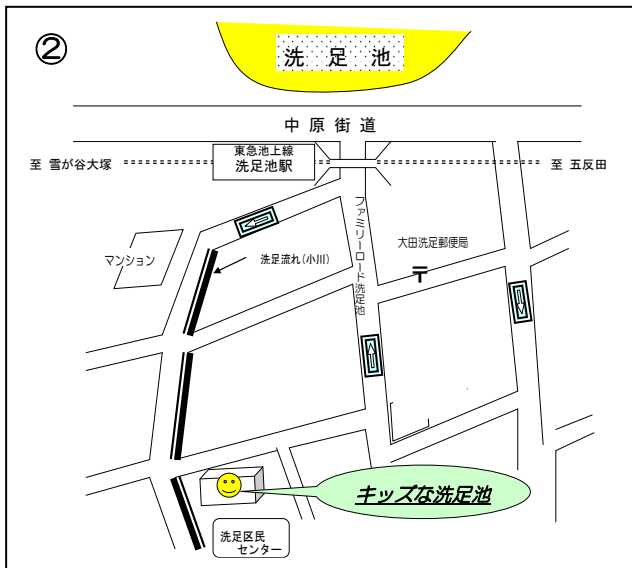 ②
洗足池
中原街道
東急池上線
洗足池駅
至 雪が谷大塚
至 五反田
ファミリーロード洗足池
大田洗足郵便局
〒
マンション
洗足流れ(小川)
キッズな洗足池
洗足区民
センター